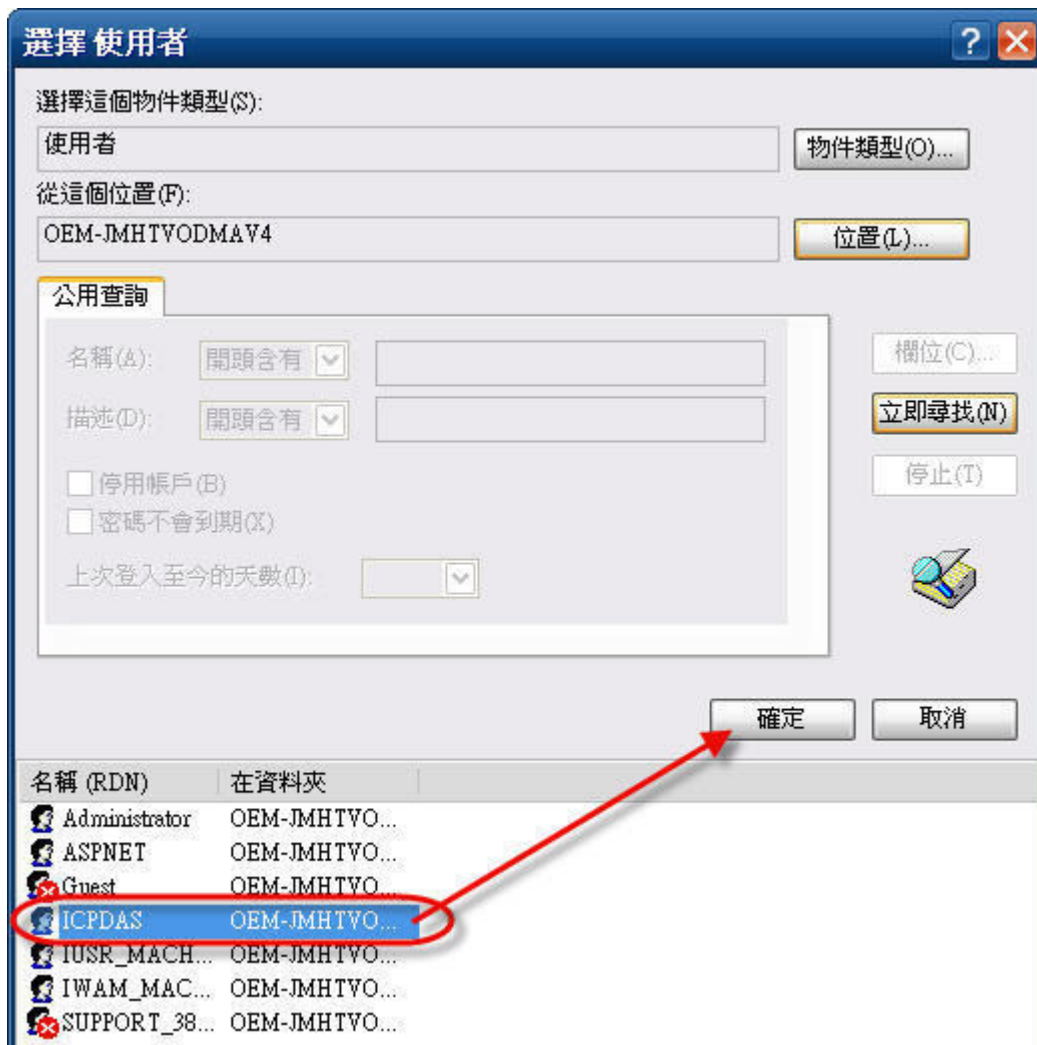 選擇 使用者
選擇這個物件類型(S):
使用者
物件類型(O)...
從這個位置(F):
OEM-JMHTVODMAV4
位置(L)...
公用查詢
名稱(A):
開頭含有
欄位(C)...
描述(D):
開頭含有
立即尋找(N)
停用帳戶(B)
停止(T)
密碼不會到期(X)
上次登入至今的天數(I):
確定
取消
名稱 (RDN) 在資料夾
Administrator OEM-JMHTVO...
ASPNET OEM-JMHTVO...
Guest OEM-JMHTVO...
ICPDAS OEM-JMHTVO...
IUSR_MACH... OEM-JMHTVO...
IWAM_MAC... OEM-JMHTVO...
SUPPORT_38... OEM-JMHTVO...